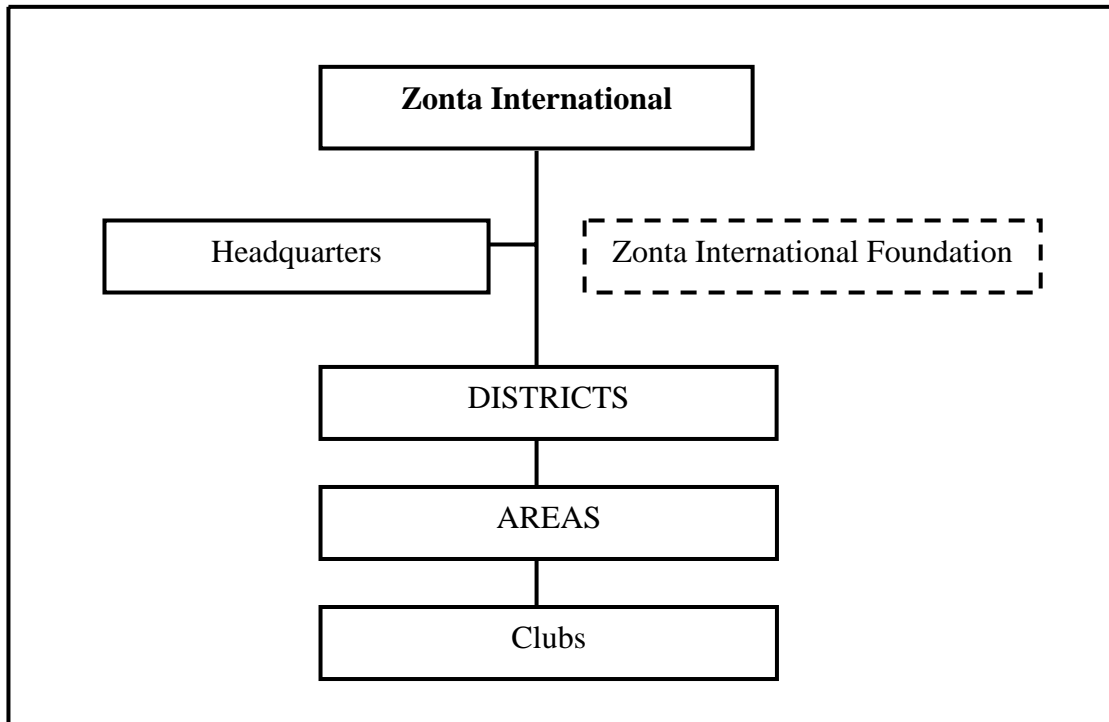 Zonta International
Headquarters
Zonta International Foundation
DISTRICTS
AREAS
Clubs